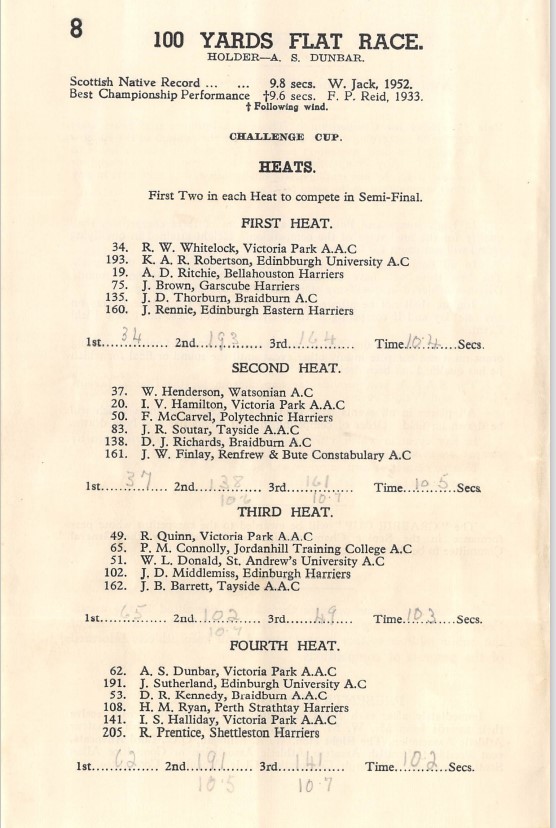 8
100 YARDS FLAT RACE.
HOLDER—A. S. DUNBAR.
Scottish Native Record ... ... 9.8 secs. W. Jack, 1952.
Best Championship Performance †9.6 secs. F. P. Reid, 1933.
† Following wind.
CHALLENGE CUP.
HEATS.
First Two in each Heat to compete in Semi-Final.
FIRST HEAT.
34. R. W. Whitelock, Victoria Park A.A.C
193. K. A. R. Robertson, Edinbburgh University A.C
19. A. D. Ritchie, Bellahouston Harriers
75. J. Brown, Garscube Harriers
135. J. D. Thorburn, Braidburn A.C
160. J. Rennie, Edinburgh Eastern Harriers
1st....34....... 2nd...193....... 3rd............ Time.10.4....Secs.
SECOND HEAT.
37. W. Henderson, Watsonian A.C
20. I. V. Hamilton, Victoria Park A.A.C
50. F. McCarvel, Polytechnic Harriers
83. J. R. Soutar, Tayside A.A.C
138. D. J. Richards, Braidburn A.C
161. J. W. Finlay, Renfrew & Bute Constabulary A.C
1st.....37...... 2nd...138....... 3rd....161...... Time...10.5...Secs
10.6 10.7
THIRD HEAT.
49. R. Quinn, Victoria Park A.A.C
65. P. M. Connolly, Jordanhill Training College A.C
51. W. L. Donald, St. Andrew's University A.C
102. J. D. Middlemiss, Edinburgh Harriers
162. J. B. Barrett, Tayside A.A.C
1st.....65...... 2nd...102....... 3rd....49...... Time.10.3....Secs.
10.7
FOURTH HEAT.
62. A. S. Dunbar, Victoria Park A.A.C
191. J. Sutherland, Edinburgh University A.C
53. D. R. Kennedy, Braidburn A.A.C
108. H. M. Ryan, Perth Strathtay Harriers
141. I. S. Halliday, Victoria Park A.A.C
205. R. Prentice, Shettleston Harriers
1st.....62...... 2nd...191....... 3rd....141...... Time.10.2....Secs.
10.5 10.7